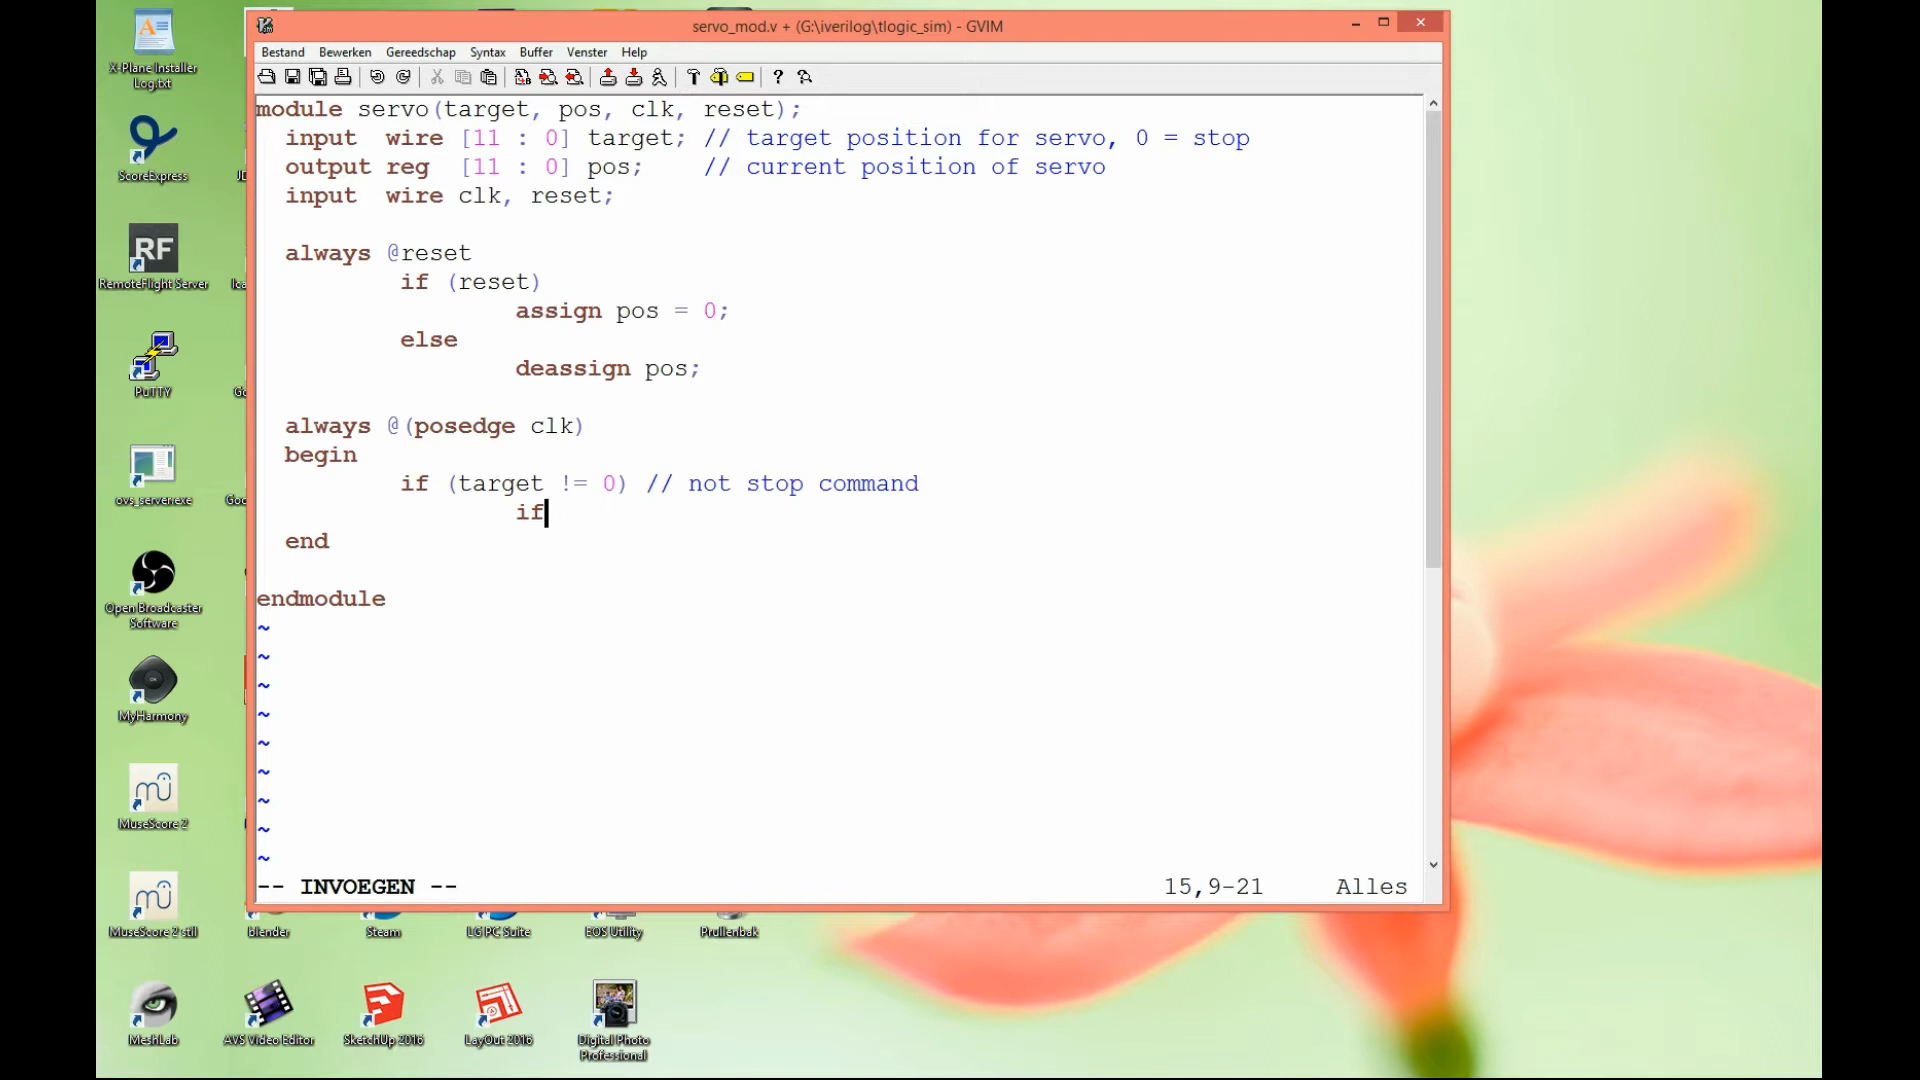 servo_mod.v + (G:\iverilog\tlogic_sim) - GVIM
Bestand Bewerken Gereedschap Syntax Buffer Venster Help
module servo(target, pos, clk, reset);
input wire [11 : 0] target; // target position for servo, 0 = stop
output reg [11 : 0] pos; // current position of servo
input wire clk, reset;
always @reset
if (reset)
assign pos = 0;
else
deassign pos;
always @(posedge clk)
begin
if (target != 0) // not stop command
if
end
endmodule
~
~
~
~
~
~
~
~
~
-- INVOEGEN -- 15,9-21 Alles
X-Plane Installer
Log.txt
ScoreExpress
RemoteFlight Server
PuTTY
ovs_server.exe
Open Broadcaster
Software
MyHarmony
MuseScore 2
MuseScore 2 still
blender
Steam
LG PC Suite
EOS Utility
Prullenbak
MeshLab
AVS Video Editor
SketchUp 2016
LayOut 2016
Digital Photo
Professional
RF